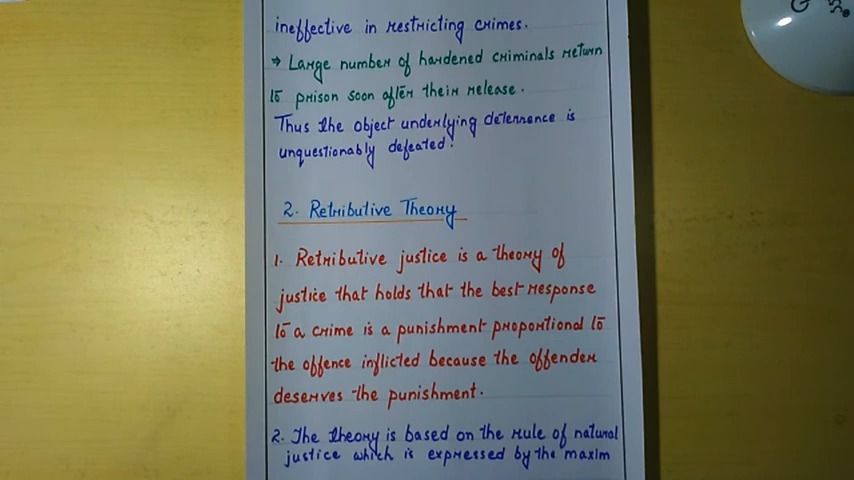 ineffective in restricting crimes.
→ Large number of hardened criminals return
to prison soon after their release.
Thus the object underlying deterrence is
unquestionably defeated.
2. Retributive Theory
1. Retributive justice is a theory of
justice that holds that the best response
to a crime is a punishment proportional to
the offence inflicted because the offender
deserves the punishment.
2. The theory is based on the rule of natural
justice which is expressed by the maxim